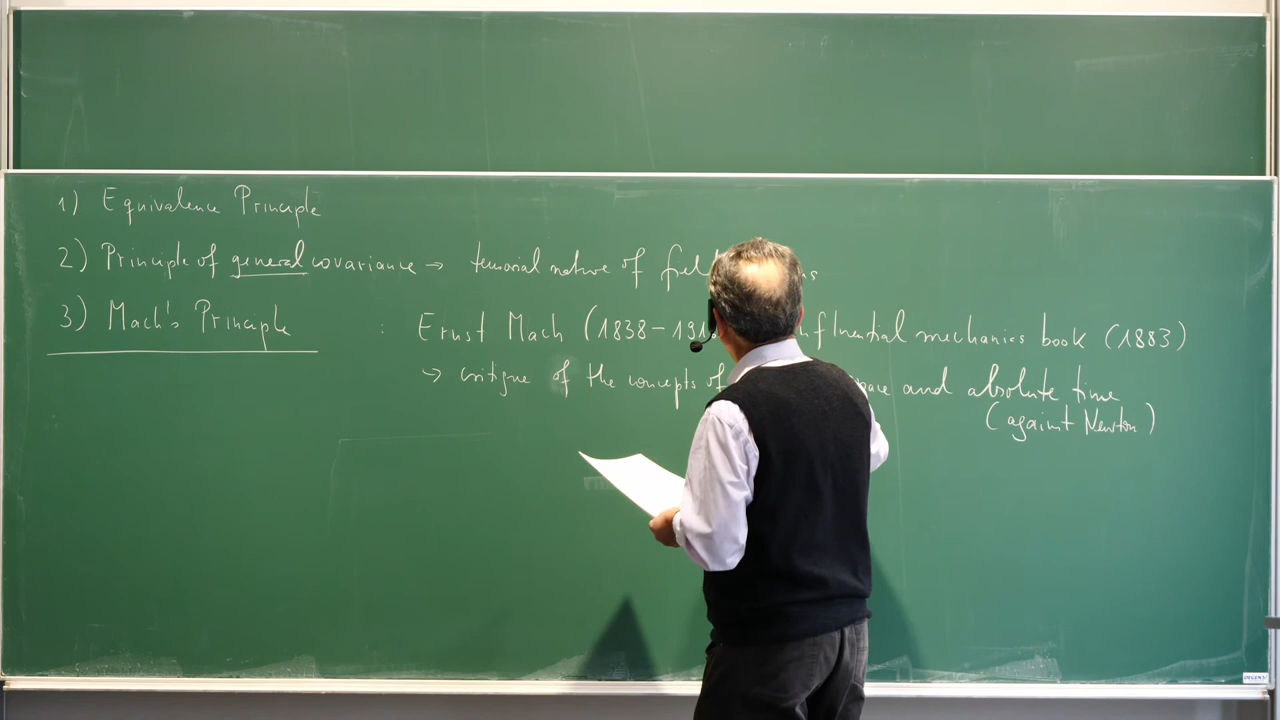 1) Equivalence Principle
2) Principle of general covariance → tensorial nature of
3) Mach's Principle : Ernst Mach (1838 – 191 influential mechanics book (1883)
→ critique of the concepts of and absolute time
(against Newton)